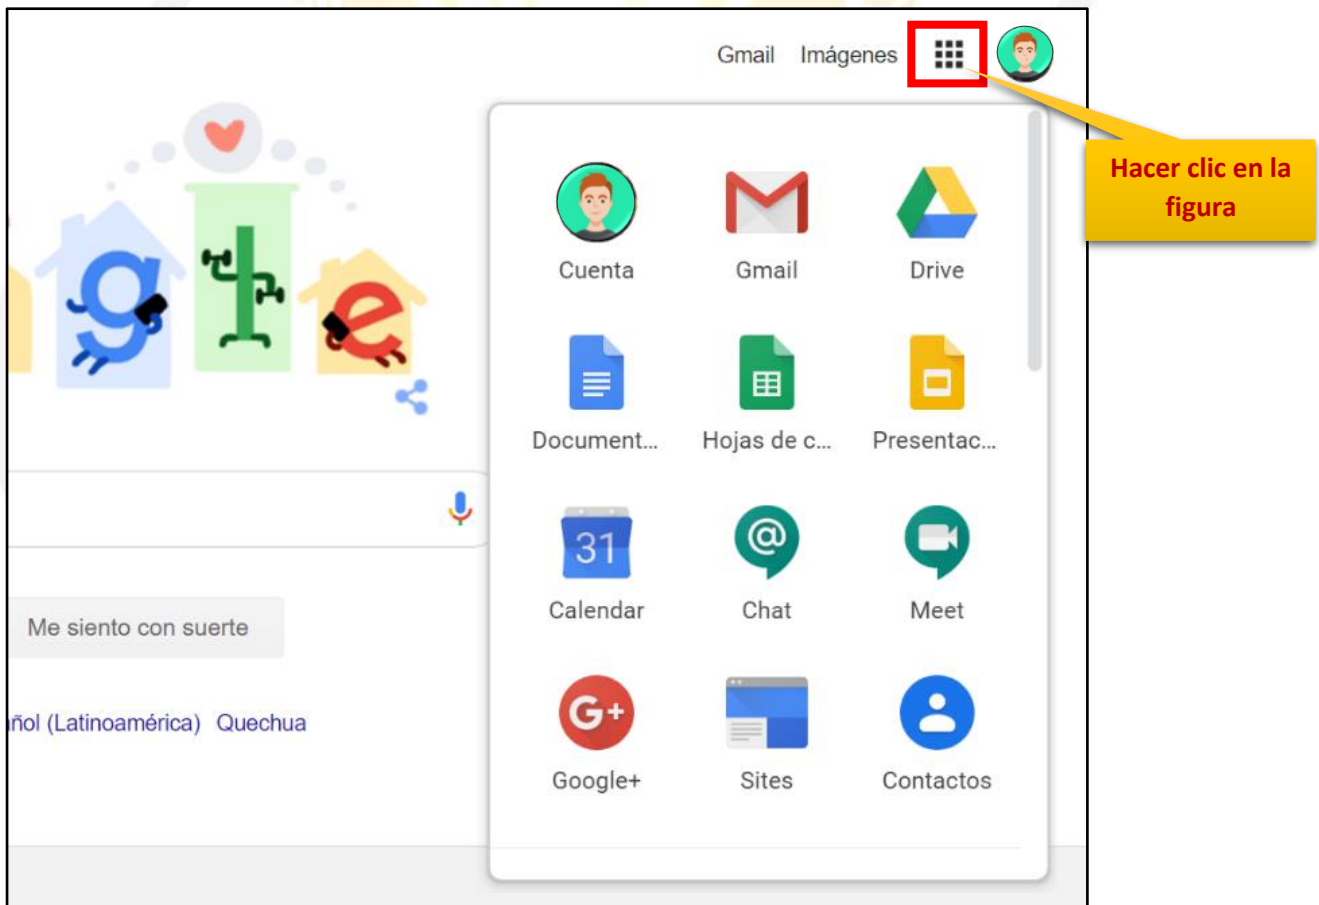 Gmail Imágenes
Hacer clic en la
figura
Cuenta Gmail Drive
Document... Hojas de c... Presentac...
31
Calendar Chat Meet
Me siento con suerte
G+
ñol (Latinoamérica) Quechua
Google+ Sites Contactos